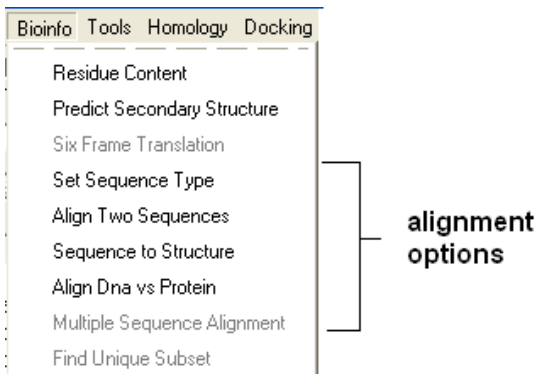 Bioinfo Tools Homology Docking
Residue Content
Predict Secondary Structure
Six Frame Translation
Set Sequence Type
Align Two Sequences
Sequence to Structure
Align Dna vs Protein
Multiple Sequence Alignment
Find Unique Subset
alignment
options